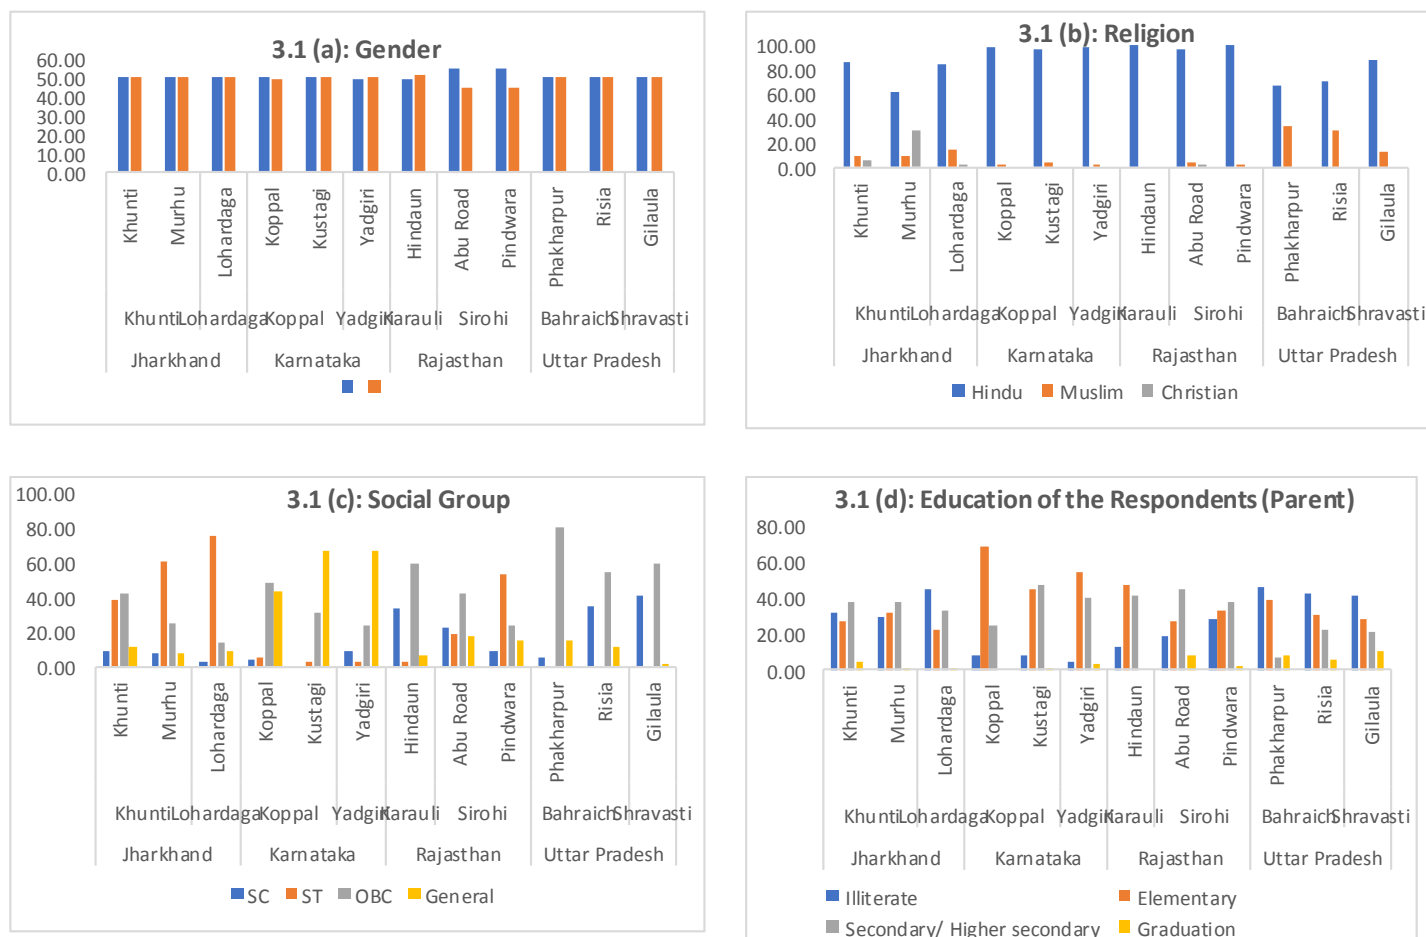 3.1 (a): Gender
60.00
50.00
40.00
30.00
20.00
10.00
0.00
Khunti Murhu Lohardaga Koppal Kustagi Yadgiri Hindaun Abu Road Pindwara Phakharpur Risia Gilaula
Khunti Lohardaga Koppal Yadgiri Karauli Sirohi Bahraich Shravasti
Jharkhand Karnataka Rajasthan Uttar Pradesh
3.1 (b): Religion
100.00
80.00
60.00
40.00
20.00
0.00
Khunti Murhu Lohardaga Koppal Kustagi Yadgiri Hindaun Abu Road Pindwara Phakharpur Risia Gilaula
Khunti Lohardaga Koppal Yadgiri Karauli Sirohi Bahraich Shravasti
Jharkhand Karnataka Rajasthan Uttar Pradesh
Hindu Muslim Christian
3.1 (c): Social Group
100.00
80.00
60.00
40.00
20.00
0.00
Khunti Murhu Lohardaga Koppal Kustagi Yadgiri Hindaun Abu Road Pindwara Phakharpur Risia Gilaula
Khunti Lohardaga Koppal Yadgiri Karauli Sirohi Bahraich Shravasti
Jharkhand Karnataka Rajasthan Uttar Pradesh
SC ST OBC General
3.1 (d): Education of the Respondents (Parent)
80.00
60.00
40.00
20.00
0.00
Khunti Murhu Lohardaga Koppal Kustagi Yadgiri Hindaun Abu Road Pindwara Phakharpur Risia Gilaula
Khunti Lohardaga Koppal Yadgiri Karauli Sirohi Bahraich Shravasti
Jharkhand Karnataka Rajasthan Uttar Pradesh
Illiterate Elementary
Secondary/ Higher secondary Graduation